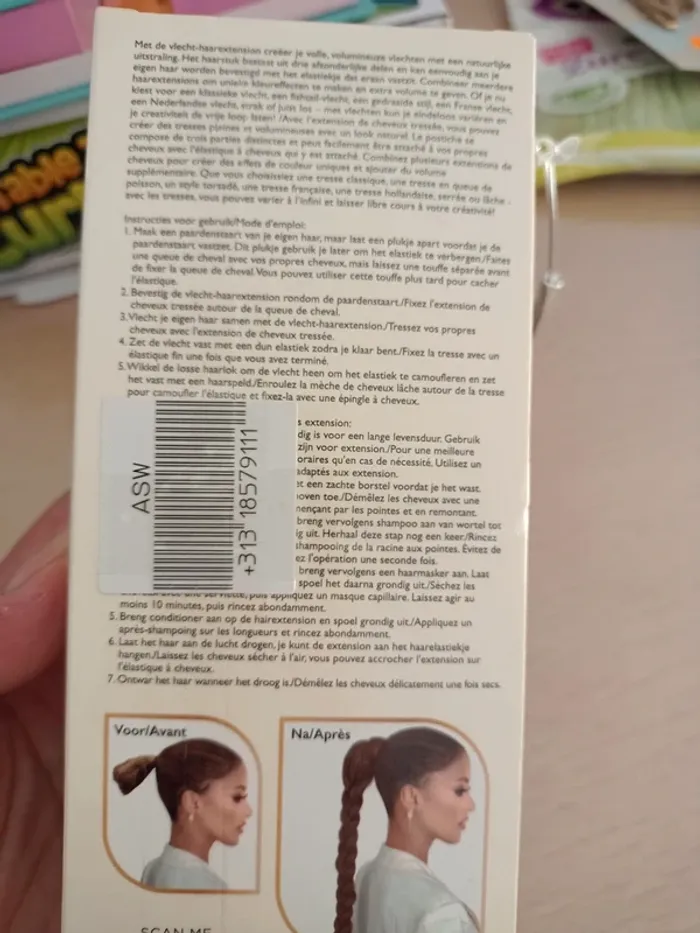 Met de vlecht-haarextension creëer je volle, volumineuze vlechten met een natuurlijke
uitstraling. Het haarstuk bestaat uit drie afzonderlijke delen en kan eenvoudig aan je
eigen haar worden bevestigd met het elastiekje dat eraan vastzit. Combineer meerdere
haarextensions om unieke kleureffecten te maken en extra volume te geven. Of je nu
kiest voor een klassieke vlecht, een fishtail-vlecht, een gedraaide stijl, een Franse vlecht,
een Nederlandse vlecht, strak of juist los – met vlechten kun je eindeloos variëren en
je creativiteit de vrije loop laten! /Avec l'extension de cheveux tressée, vous pouvez
créer des tresses pleines et volumineuses avec un look naturel. Le postiche se
compose de trois parties distinctes et peut facilement être attaché à vos propres
cheveux avec l'élastique à cheveux qui y est attaché. Combinez plusieurs extensions de
cheveux pour créer des effets de couleur uniques et ajouter du volume
supplémentaire. Que vous choisissiez une tresse classique, une tresse en queue de
poisson, un style torsadé, une tresse française, une tresse hollandaise, serrée ou lâche -
avec les tresses, vous pouvez varier à l'infini et laisser libre cours à votre créativité!
Instructies voor gebruik/Mode d'emploi:
1. Maak een paardenstaart van je eigen haar, maar laat een plukje apart voordat je de
paardenstaart vastzet. Dit plukje gebruik je later om het elastiek te verbergen./Faites
une queue de cheval avec vos propres cheveux, mais laissez une touffe séparée avant
de fixer la queue de cheval. Vous pouvez utiliser cette touffe plus tard pour cacher
l'élastique.
2. Bevestig de vlecht-haarextension rondom de paardenstaart./Fixez l'extension de
cheveux tressée autour de la queue de cheval.
3. Vlecht je eigen haar samen met de vlecht-haarextension./Tressez vos propres
cheveux avec l'extension de cheveux tressée.
4. Zet de vlecht vast met een dun elastiek zodra je klaar bent./Fixez la tresse avec un
élastique fin une fois que vous avez terminé.
5. Wikkel de losse haarlok om de vlecht heen om het elastiek te camoufleren en zet
het vast met een haarspeld./Enroulez la mèche de cheveux lâche autour de la tresse
pour camoufler l'élastique et fixez-la avec une épingle à cheveux.
s extension:
dig is voor een lange levensduur. Gebruik
zijn voor extension./Pour une meilleure
oraires qu'en cas de nécessité. Utilisez un
adaptés aux extension.
et een zachte borstel voordat je het wast.
oven toe./Démêlez les cheveux avec une
mençant par les pointes et en remontant.
breng vervolgens shampoo aan van wortel tot
ig uit. Herhaal deze stap nog een keer./Rincez
shampooing de la racine aux pointes. Évitez de
ez l'opération une seconde fois.
breng vervolgens een haarmasker aan. Laat
spoel het daarna grondig uit./Séchez les
une serviette, puis appliquez un masque capillaire. Laissez agir au
moins 10 minutes, puis rincez abondamment.
5. Breng conditioner aan op de hairextension en spoel grondig uit./Appliquez un
après-shampoing sur les longueurs et rincez abondamment.
6. Laat het haar aan de lucht drogen, je kunt de extension aan het haarelastiekje
hangen./Laissez les cheveux sécher à l'air, vous pouvez accrocher l'extension sur
l'élastique à cheveux.
7. Ontwar het haar wanneer het droog is./Démêlez les cheveux délicatement une fois secs.
ASW
+313 18579111
Voor/Avant
Na/Après
SCAN ME